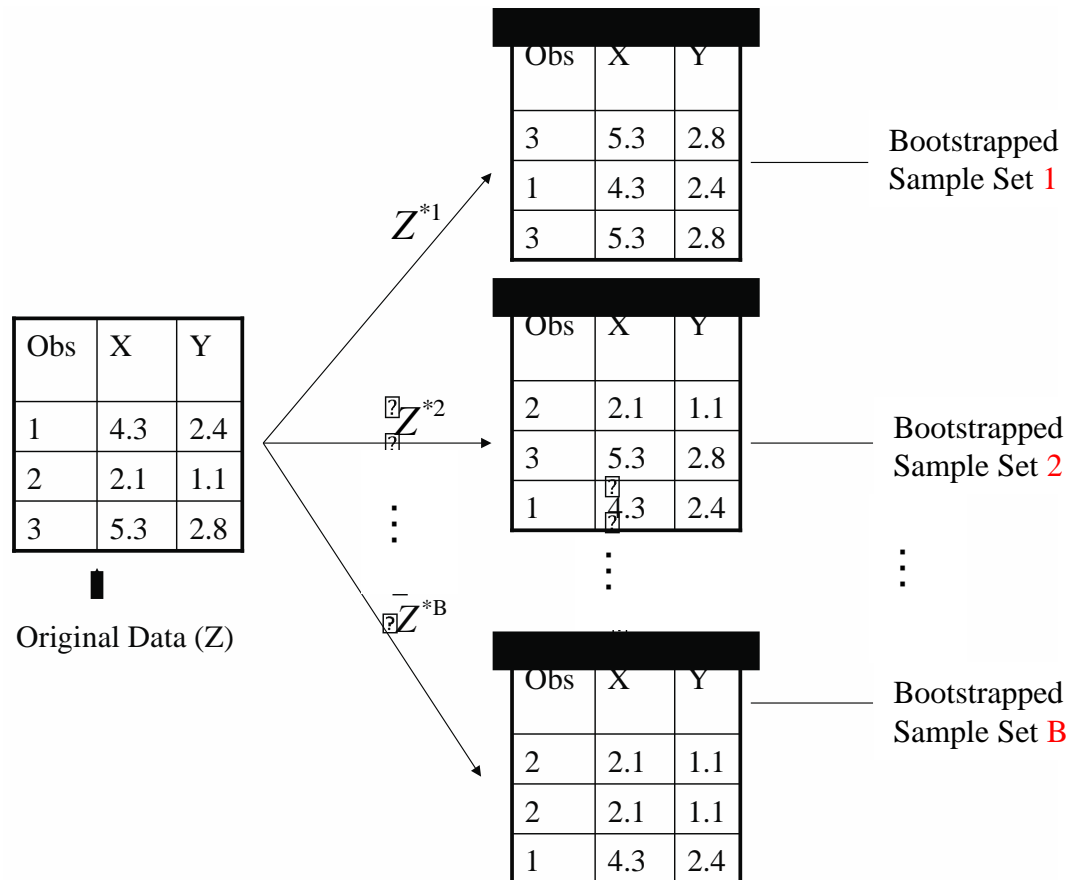 Obs X Y
3 5.3 2.8
1 4.3 2.4
3 5.3 2.8
Bootstrapped
Sample Set 1
Z*1
Obs X Y
1 4.3 2.4
2 2.1 1.1
3 5.3 2.8
Original Data (Z)
Z*2
Obs X Y
2 2.1 1.1
3 5.3 2.8
1 4.3 2.4
Bootstrapped
Sample Set 2
⋮
⋮
⋮
Z*B
Obs X Y
2 2.1 1.1
2 2.1 1.1
1 4.3 2.4
Bootstrapped
Sample Set B